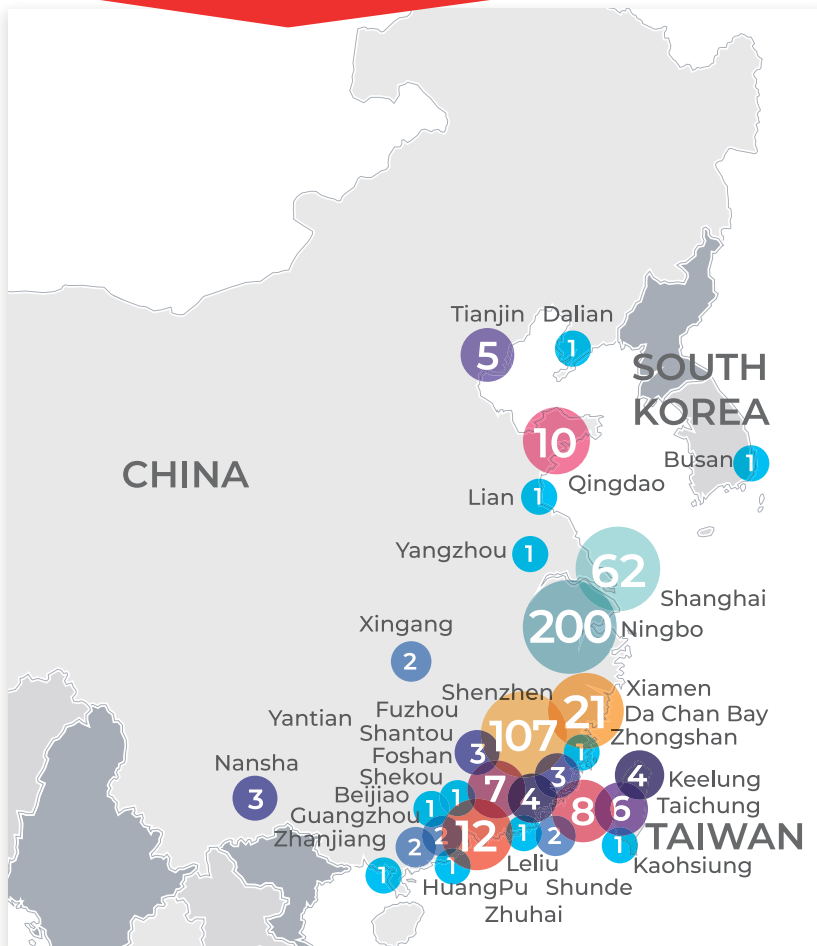 Tianjin Dalian
5
1
SOUTH
KOREA
10
Busan
1
CHINA
Qingdao
Lian
1
Yangzhou
1
62
Shanghai
200
Ningbo
Xingang
2
Shenzhen
Xiamen
Fuzhou
21
Da Chan Bay
Yantian
Shantou
107
Zhongshan
Foshan
3
1
Nansha
3
Shekou
7
3
4
Keelung
Beijiao
1
1
4
8
6
Taichung
Guangzhou
Zhanjiang
2
2
12
1
2
TAIWAN
1
Kaohsiung
1
1
Leliu
HuangPu
Shunde
Zhuhai